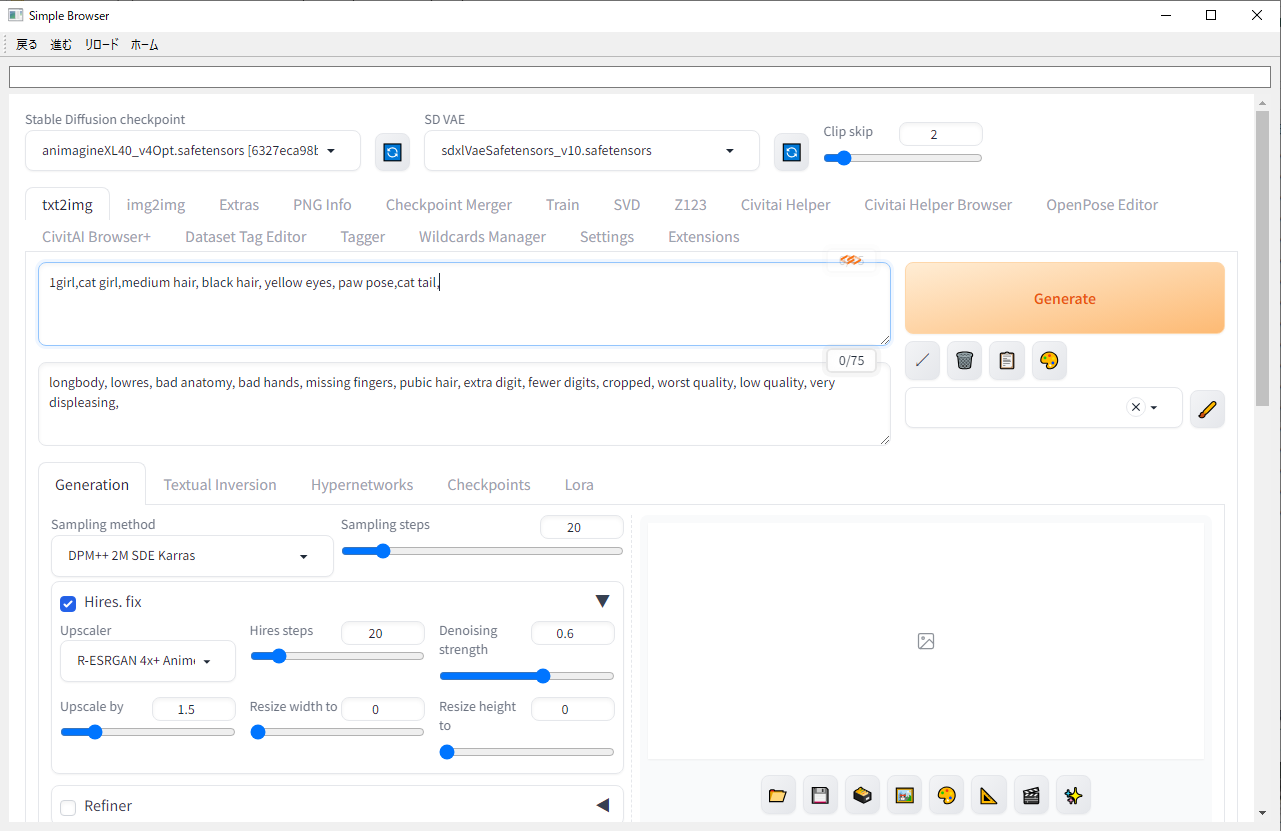 Simple Browser
戻る 進む リロード ホーム
Stable Diffusion checkpoint
SD VAE
Clip skip
2
animagineXL40_v4Opt.safetensors [6327eca98b
sdxlVaeSafetensors_v10.safetensors
txt2img img2img Extras PNG Info Checkpoint Merger Train SVD Z123 Civitai Helper Civitai Helper Browser OpenPose Editor
CivitAI Browser+ Dataset Tag Editor Tagger Wildcards Manager Settings Extensions
1girl,cat girl,medium hair, black hair, yellow eyes, paw pose,cat tail,
Generate
0/75
longbody, lowres, bad anatomy, bad hands, missing fingers, pubic hair, extra digit, fewer digits, cropped, worst quality, low quality, very
displeasing,
Generation Textual Inversion Hypernetworks Checkpoints Lora
Sampling method
Sampling steps
20
DPM++ 2M SDE Karras
Hires. fix
Upscaler
Hires steps
20
Denoising
strength
0.6
R-ESRGAN 4x+ Anim
Upscale by
1.5
Resize width to
0
Resize height
to
0
Refiner